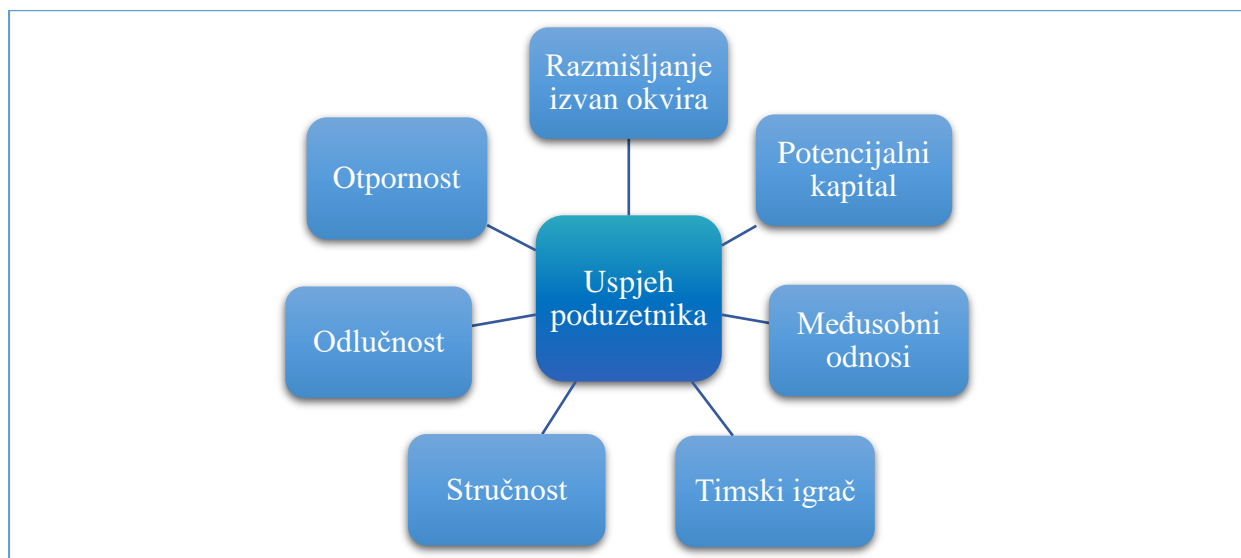 Razmišljanje
izvan okvira
Potencijalni
kapital
Otpornost
Uspjeh
poduzetnika
Međusobni
odnosi
Odlučnost
Stručnost
Timski igrač